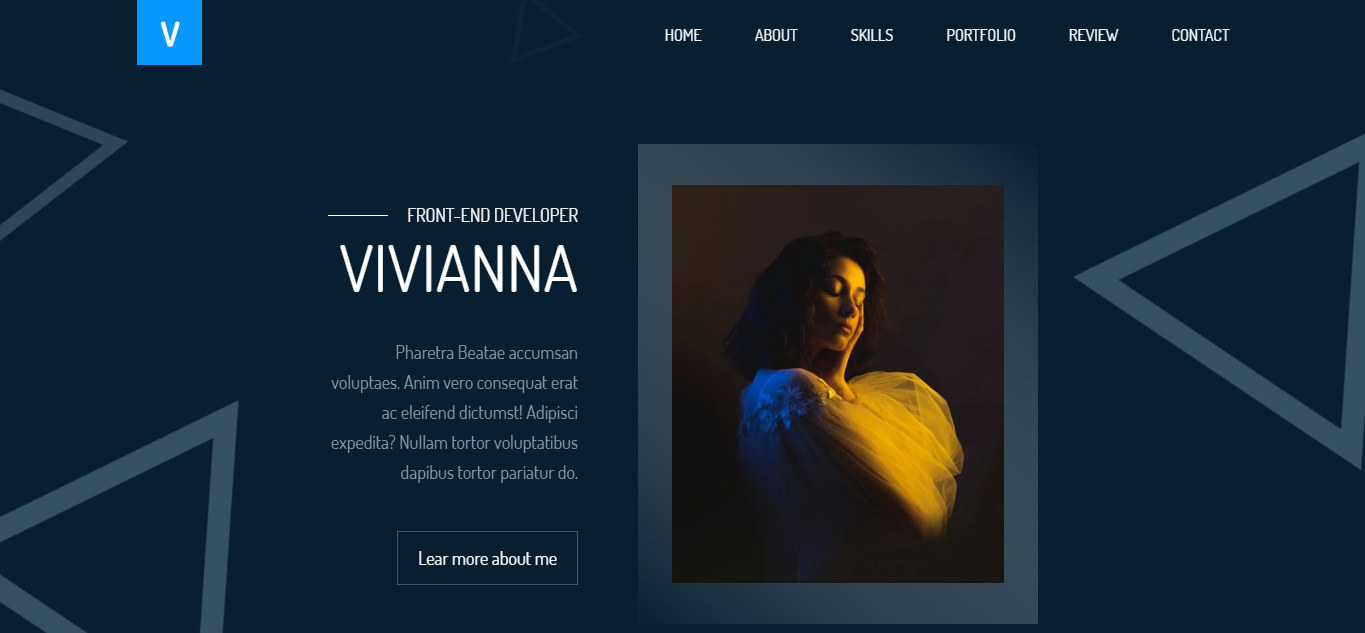 V
HOME ABOUT SKILLS PORTFOLIO REVIEW CONTACT
FRONT-END DEVELOPER
VIVIANNA
Pharetra Beatae accumsan
voluptaes. Anim vero consequat erat
ac eleifend dictumst! Adipisci
expedita? Nullam tortor voluptatibus
dapibus tortor pariatur do.
Lear more about me